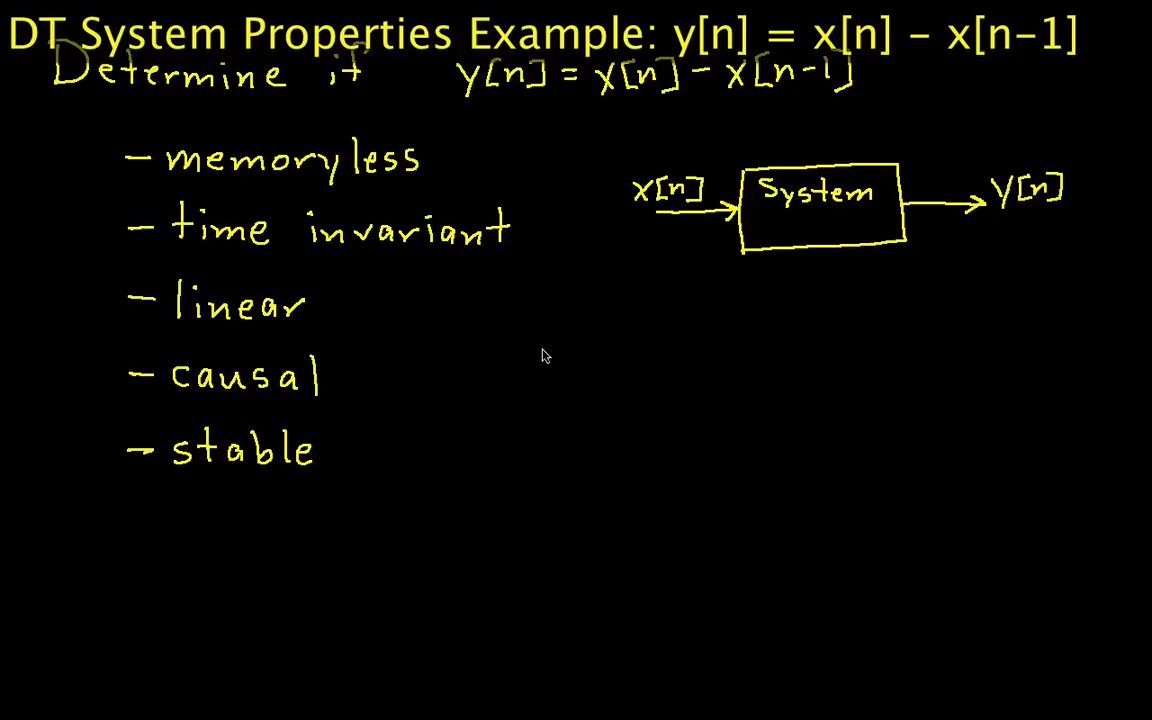 DT System Properties Example: y[n] = x[n] - x[n-1]
Determine if y[n] = x[n] - x[n-1]
- memoryless
x[n] System y[n]
- time invariant
- linear
- causal
- stable